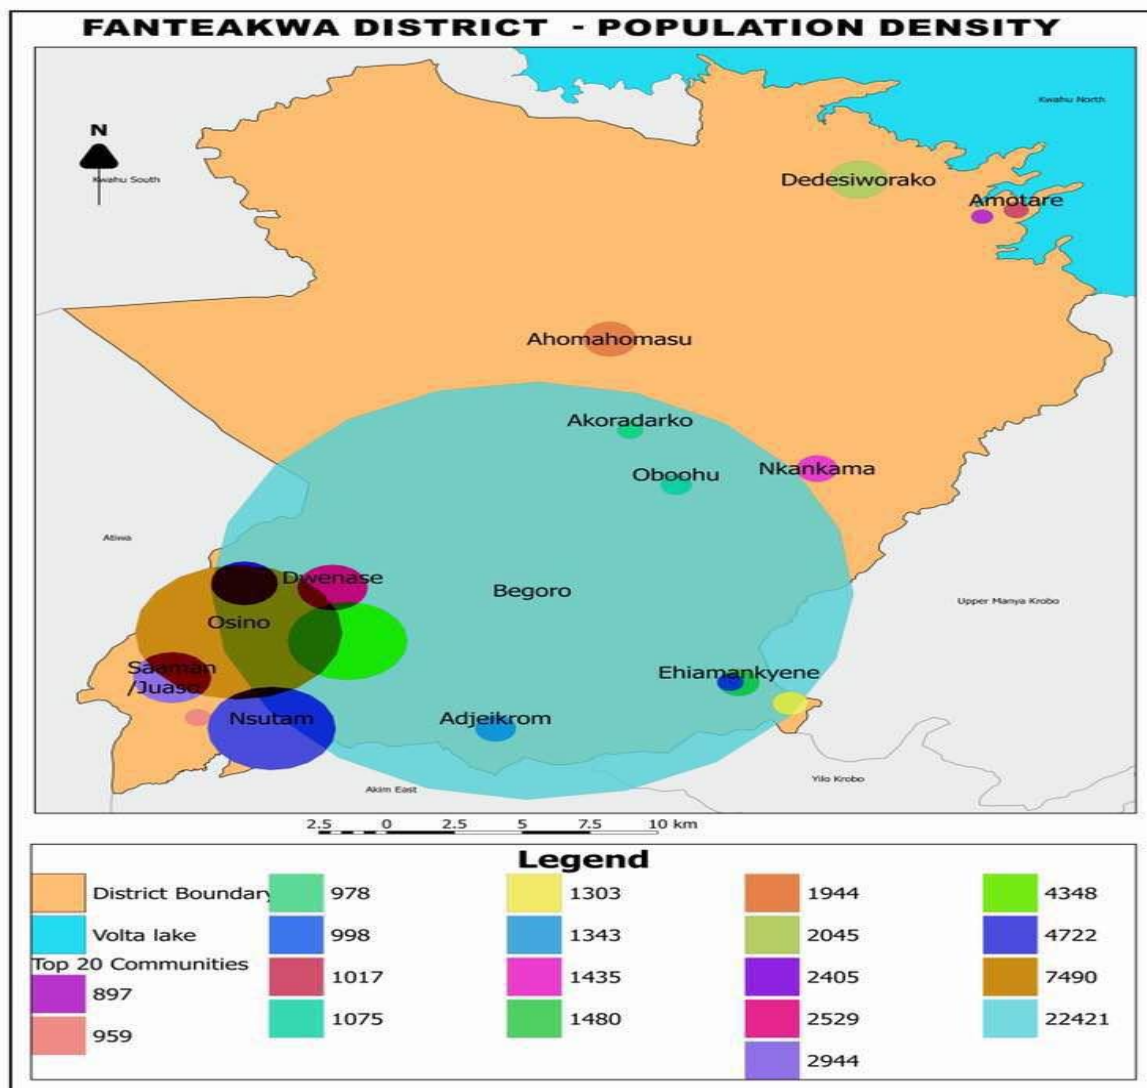 FANTEAKWA DISTRICT - POPULATION DENSITY
Kwahu North
N
Kwahu South
Dedesiworako
Amotare
Ahomahomasu
Akoradarko
Oboohu
Nkankama
Atiwa
Dwenase
Begoro
Upper Manya Krobo
Osino
Saaman
/Juaso
Ehiamankyene
Nsutam
Adjeikrom
Yilo Krobo
Akim East
2.5 0 2.5 5 7.5 10 km
Legend
District Boundary
Volta lake
Top 20 Communities
897
959
978
998
1017
1075
1303
1343
1435
1480
1944
2045
2405
2529
2944
4348
4722
7490
22421